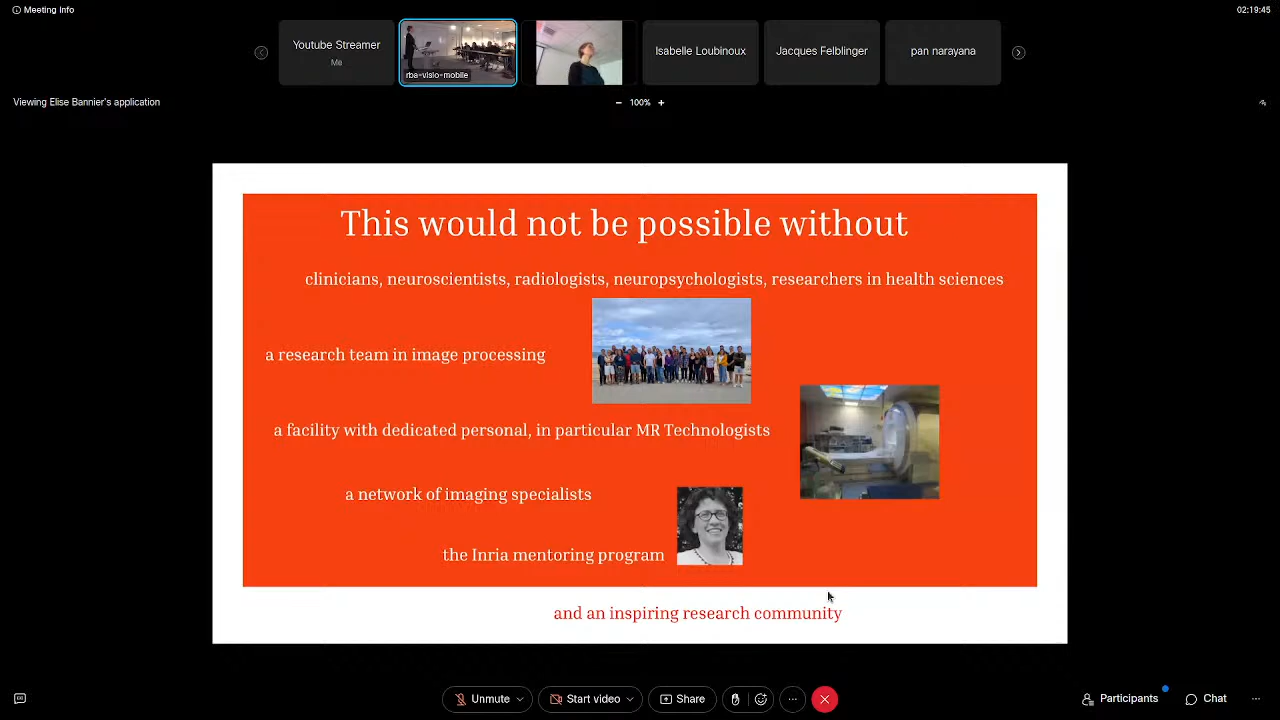 Meeting Info
02:19:45
Youtube Streamer
Me
rba-visio-mobile
Isabelle Loubinoux
Jacques Felblinger
pan narayana
Viewing Elise Bannier's application
− 100% +
This would not be possible without
clinicians, neuroscientists, radiologists, neuropsychologists, researchers in health sciences
a research team in image processing
a facility with dedicated personal, in particular MR Technologists
a network of imaging specialists
the Inria mentoring program
and an inspiring research community
Unmute
Start video
Share
Participants
Chat